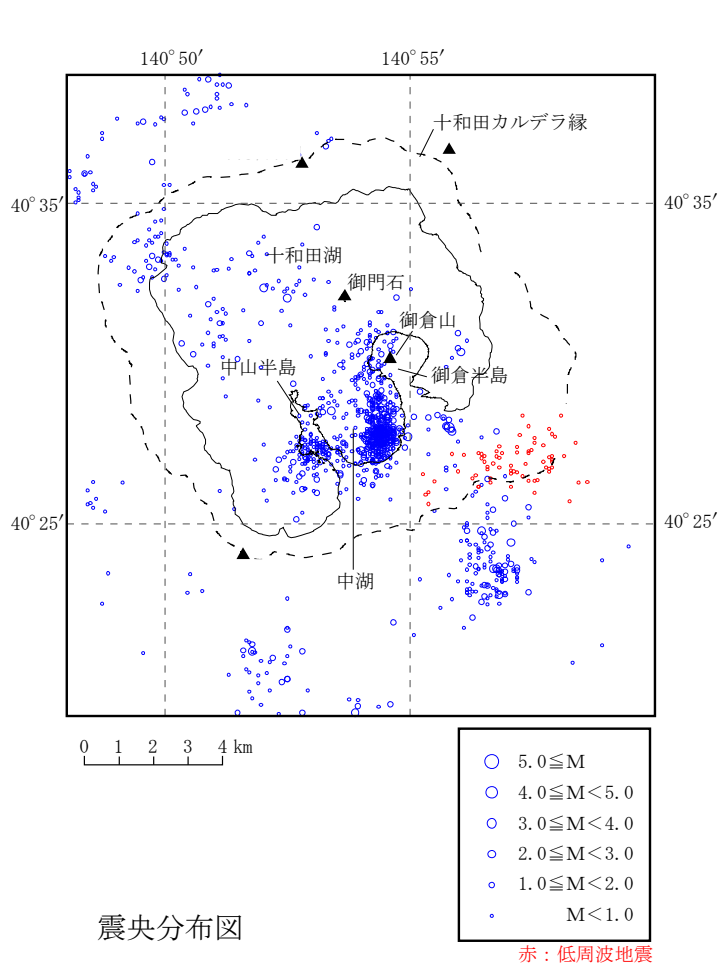 140°50′
140°55′
十和田カルデラ縁
40°35′
40°35′
十和田湖
御門石
御倉山
中山半島
御倉半島
40°25′
40°25′
中湖
0 1 2 3 4 km
5.0≦M
4.0≦M<5.0
3.0≦M<4.0
2.0≦M<3.0
1.0≦M<2.0
M<1.0
震央分布図
赤：低周波地震